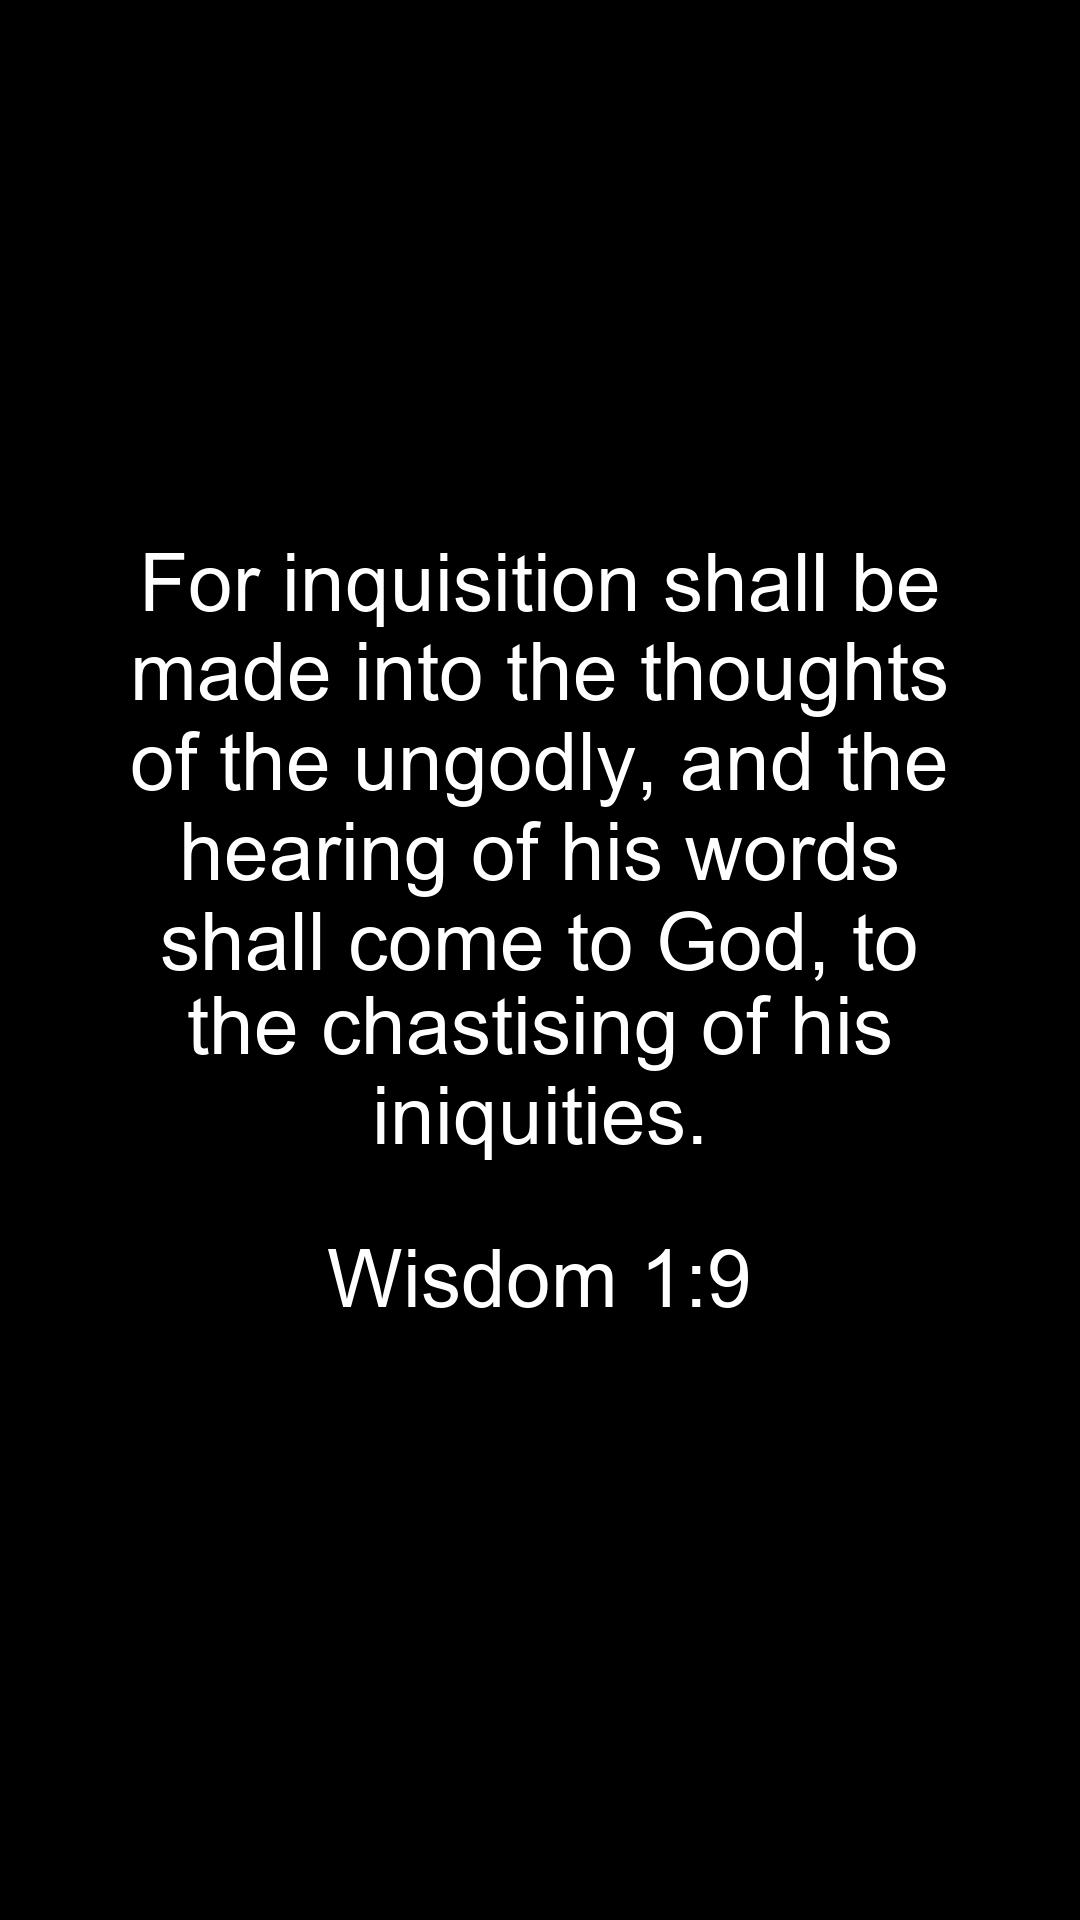 For inquisition shall be
made into the thoughts
of the ungodly, and the
hearing of his words
shall come to God, to
the chastising of his
iniquities.
Wisdom 1:9